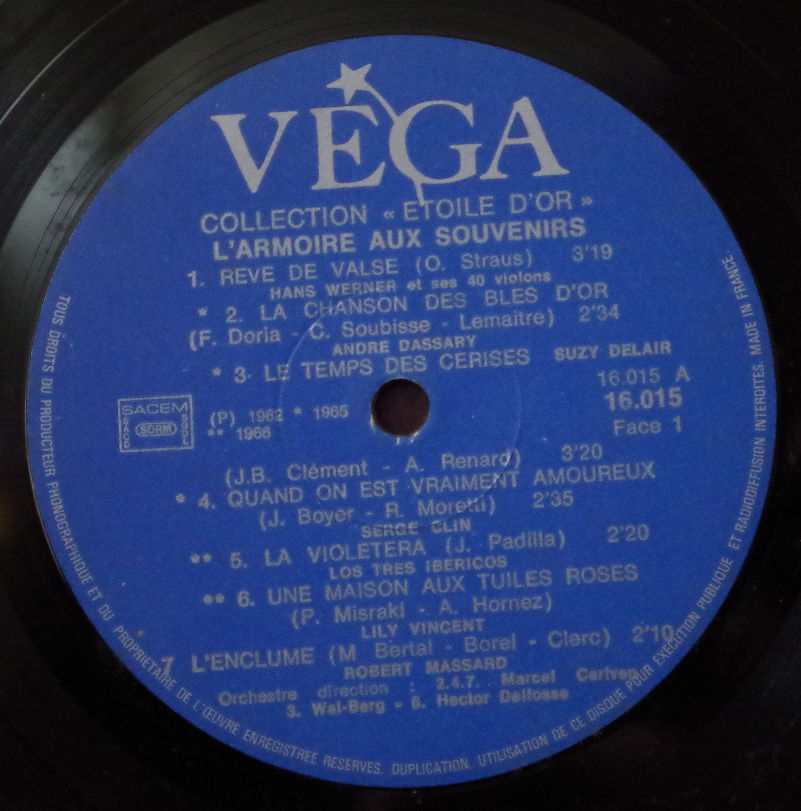 VEGA
COLLECTION « ETOILE D'OR »
L'ARMOIRE AUX SOUVENIRS
1. REVE DE VALSE (O. Straus) 3'19
HANS WERNER et ses 40 violons
* 2. LA CHANSON DES BLES D'OR
(F. Doria - C. Soubisse - Lemaitre) 2'34
ANDRE DASSARY
* 3. LE TEMPS DES CERISES SUZY DELAIR
16.015 A
SACEM
SACD SDRM SGDL
(P) 1962 * 1965
** 1966
16.015
Face 1
(J.B. Clément - A. Renard) 3'20
* 4. QUAND ON EST VRAIMENT AMOUREUX
(J. Boyer - R. Moretti) 2'35
SERGE CLIN
** 5. LA VIOLETERA (J. Padilla) 2'20
LOS TRES IBERICOS
** 6. UNE MAISON AUX TUILES ROSES
(P. Misraki - A. Hornez)
LILY VINCENT
7 L'ENCLUME (M Bertal - Borel - Clerc) 2'10
ROBERT MASSARD
Orchestre direction : 2.4.7. Marcel Cariven
3. Wal-Berg - 6. Hector Delfosse
TOUS DROITS DU PRODUCTEUR PHONOGRAPHIQUE ET DU PROPRIETAIRE DE L'ŒUVRE ENREGISTREE RESERVES. DUPLICATION, UTILISATION DE CE DISQUE POUR EXECUTION PUBLIQUE ET RADIODIFFUSION INTERDITES. MADE IN FRANCE.